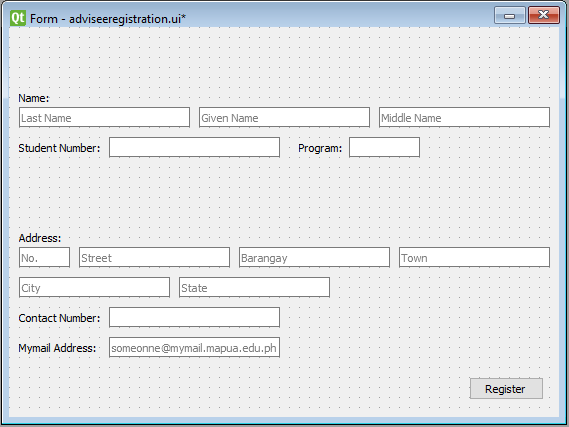 Qt Form - adviseeregistration.ui*
Name:
Last Name Given Name Middle Name
Student Number: Program:
Address:
No. Street Barangay Town
City State
Contact Number:
Mymail Address: someonne@mymail.mapua.edu.ph
Register